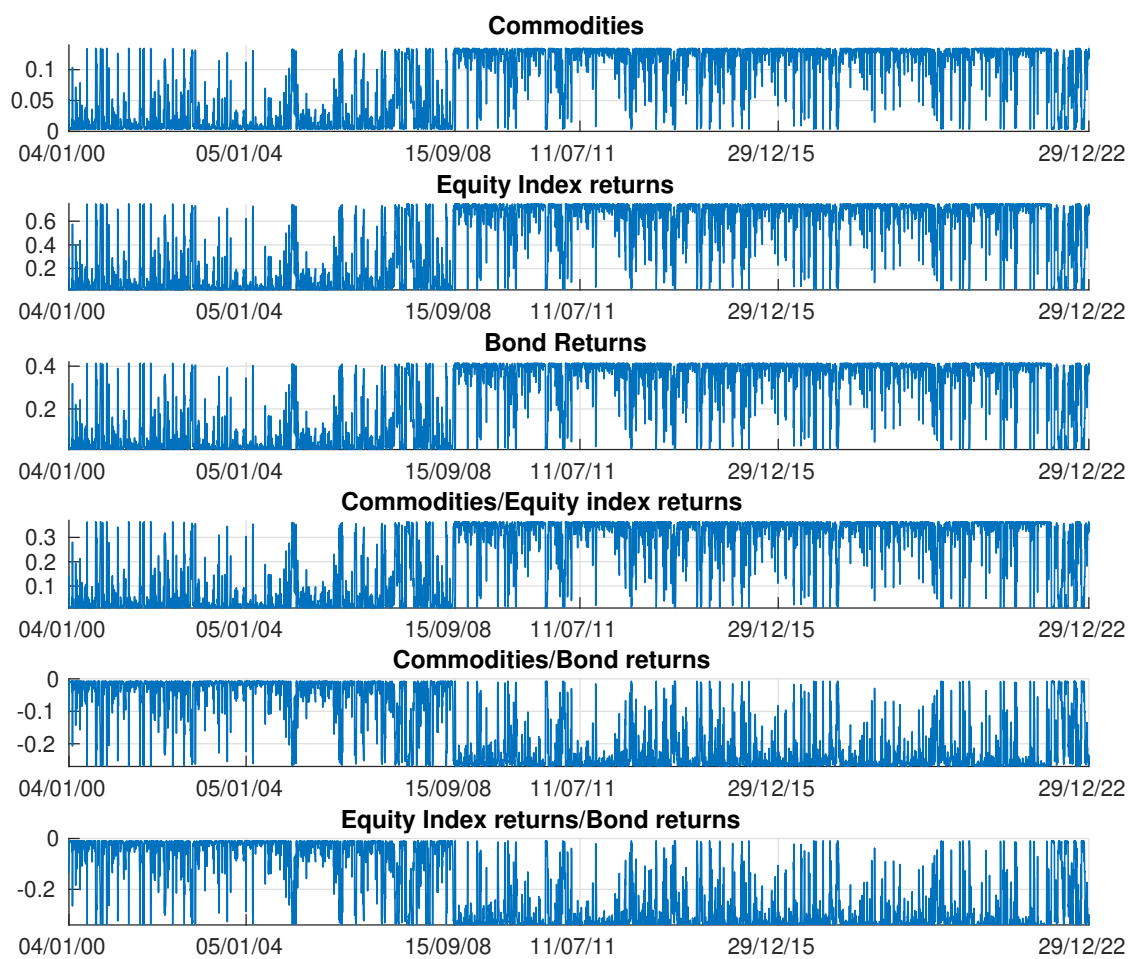 Commodities
0.1
0.05
0
04/01/00 05/01/04 15/09/08 11/07/11 29/12/15 29/12/22
Equity Index returns
0.6
0.4
0.2
04/01/00 05/01/04 15/09/08 11/07/11 29/12/15 29/12/22
Bond Returns
0.4
0.2
04/01/00 05/01/04 15/09/08 11/07/11 29/12/15 29/12/22
Commodities/Equity index returns
0.3
0.2
0.1
04/01/00 05/01/04 15/09/08 11/07/11 29/12/15 29/12/22
Commodities/Bond returns
0
-0.1
-0.2
04/01/00 05/01/04 15/09/08 11/07/11 29/12/15 29/12/22
Equity Index returns/Bond returns
0
-0.2
04/01/00 05/01/04 15/09/08 11/07/11 29/12/15 29/12/22